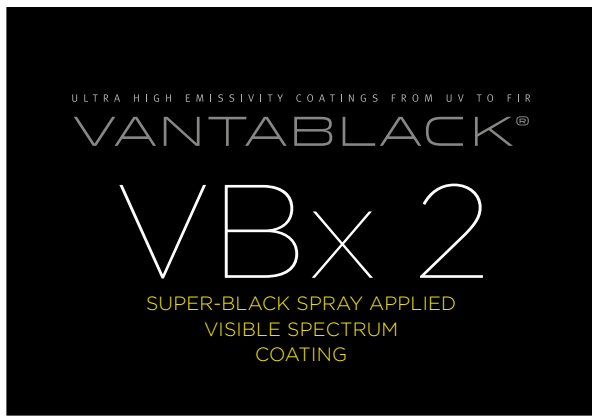 ULTRA HIGH EMISSIVITY COATINGS FROM UV TO FIR
VANTABLACK®
VBx 2
SUPER-BLACK SPRAY APPLIED
VISIBLE SPECTRUM
COATING